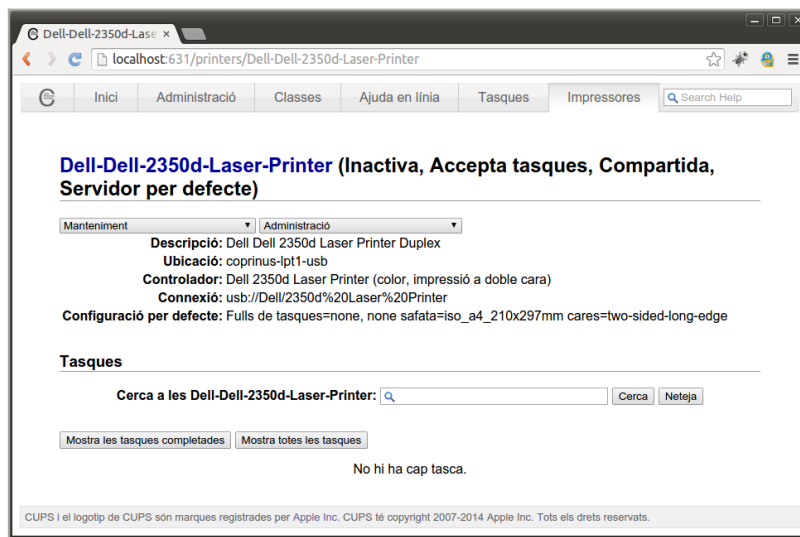 Dell-Dell-2350d-Lase
localhost:631/printers/Dell-Dell-2350d-Laser-Printer
Inici Administració Classes Ajuda en línia Tasques Impressores Search Help
Dell-Dell-2350d-Laser-Printer (Inactiva, Accepta tasques, Compartida,
Servidor per defecte)
Manteniment Administració
Descripció: Dell Dell 2350d Laser Printer Duplex
Ubicació: coprinus-lpt1-usb
Controlador: Dell 2350d Laser Printer (color, impressió a doble cara)
Connexió: usb://Dell/2350d%20Laser%20Printer
Configuració per defecte: Fulls de tasques=none, none safata=iso_a4_210x297mm cares=two-sided-long-edge
Tasques
Cerca a les Dell-Dell-2350d-Laser-Printer: Cerca Neteja
Mostra les tasques completades Mostra totes les tasques
No hi ha cap tasca.
CUPS i el logotip de CUPS són marques registrades per Apple Inc. CUPS té copyright 2007-2014 Apple Inc. Tots els drets reservats.